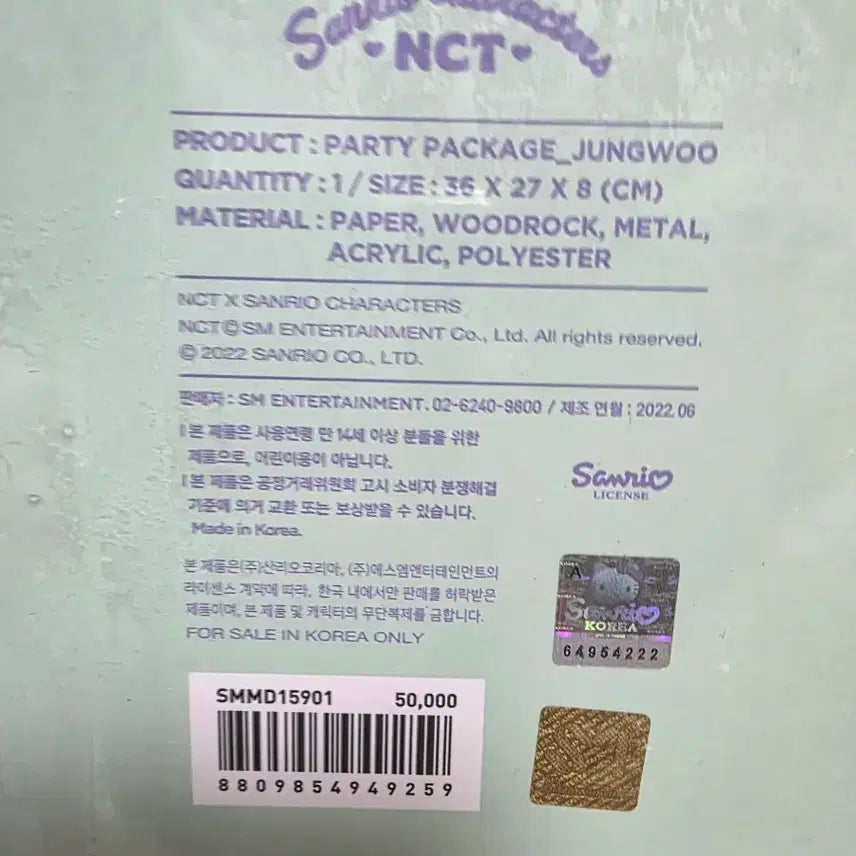 Sanrio Characters
NCT
PRODUCT : PARTY PACKAGE_JUNGWOO
QUANTITY : 1 / SIZE : 36 X 27 X 8 (CM)
MATERIAL : PAPER, WOODROCK, METAL,
ACRYLIC, POLYESTER
NCT X SANRIO CHARACTERS
NCT © SM ENTERTAINMENT Co., Ltd. All rights reserved.
© 2022 SANRIO CO., LTD.
판매자 : SM ENTERTAINMENT. 02-6240-9800 / 제조 연월 : 2022.06
본 제품은 사용연령 만 14세 이상 분들을 위한
제품으로, 어린이용이 아닙니다.
본 제품은 공정거래위원회 고시 소비자 분쟁해결
기준에 의거 교환 또는 보상받을 수 있습니다.
Made in Korea.
본 제품은(주)산리오코리아, (주)에스엠엔터테인먼트의
라이센스 계약에 따라, 한국 내에서만 판매를 허락받은
제품이며, 본 제품 및 캐릭터의 무단복제를 금합니다.
FOR SALE IN KOREA ONLY
Sanrio
LICENSE
A
Sanrio
KOREA
64954222
SMMD15901 50,000
8809854949259